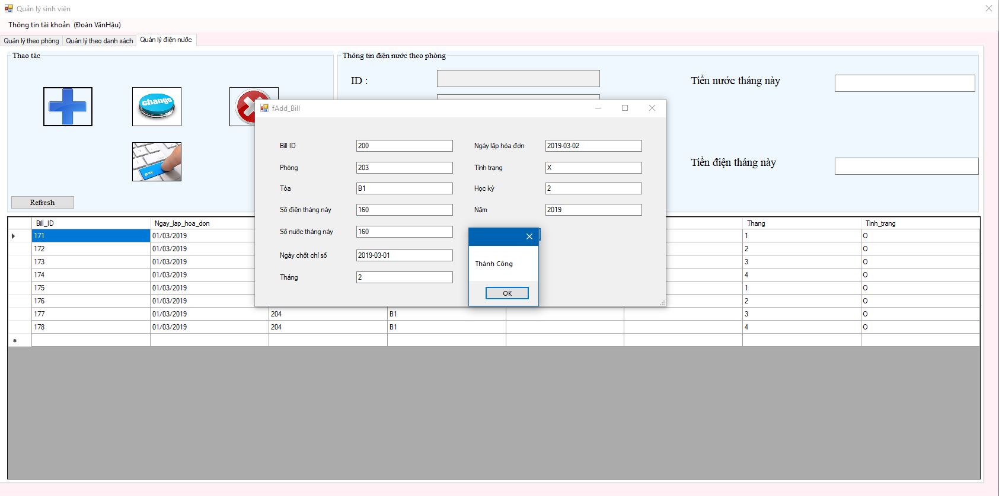 Quản lý sinh viên
Thông tin tài khoản (Đoàn VănHậu)
Quản lý theo phòng Quản lý theo danh sách Quản lý điện nước
Thao tác
change
pay
Refresh
Thông tin điện nước theo phòng
ID :
Tiền nước tháng này
Tiền điện tháng này
fAdd_Bill
Bill ID 200 Ngày lập hóa đơn 2019-03-02
Phòng 203 Tình trạng X
Tòa B1 Học kỳ 2
Số điện tháng này 160 Năm 2019
Số nước tháng này 160
Ngày chốt chỉ số 2019-03-01
Tháng 2
Thành Công
OK
Bill_ID Ngay_lap_hoa_don Thang Tinh_trang
171 01/03/2019 1 O
172 01/03/2019 2 O
173 01/03/2019 3 O
174 01/03/2019 4 O
175 01/03/2019 1 O
176 01/03/2019 2 O
177 01/03/2019 204 B1 3 O
178 01/03/2019 204 B1 4 O